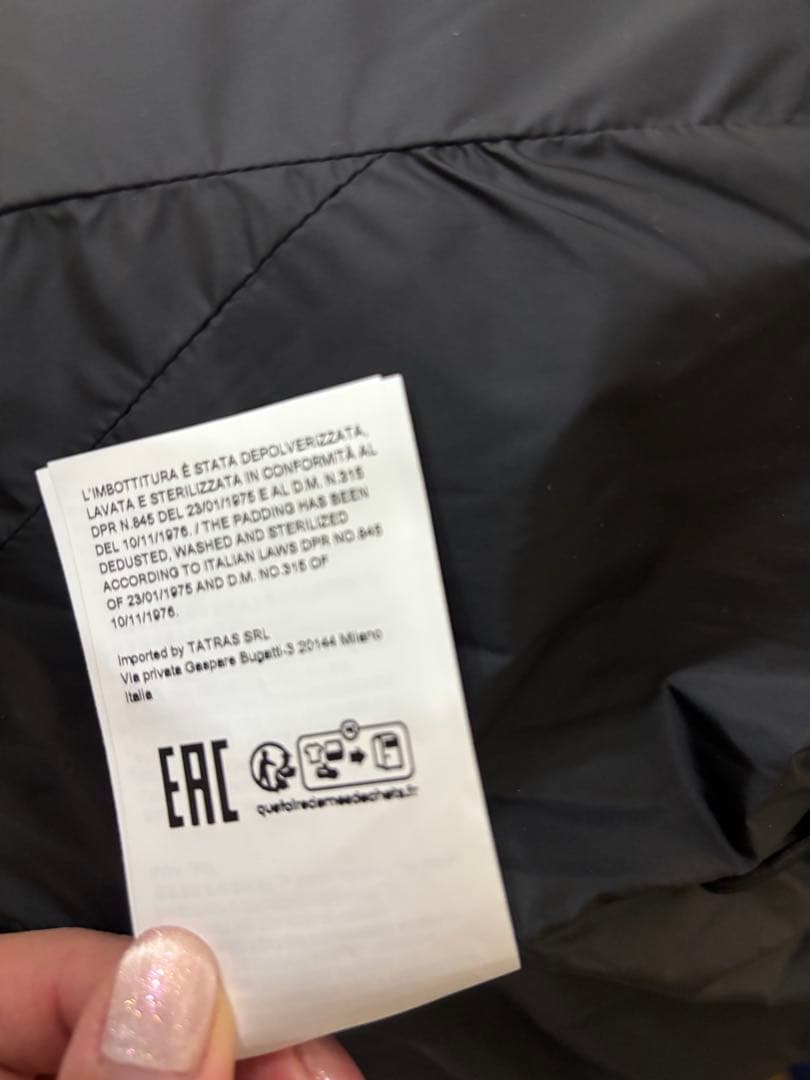 L'IMBOTTITURA È STATA DEPOLVERIZZATA,
LAVATA E STERILIZZATA IN CONFORMITÀ AL
DPR N.845 DEL 23/01/1975 E AL D.M. N.315
DEL 10/11/1976. / THE PADDING HAS BEEN
DEDUSTED, WASHED AND STERILIZED
ACCORDING TO ITALIAN LAWS DPR NO.845
OF 23/01/1975 AND D.M. NO.315 OF
10/11/1976.
Imported by TATRAS SRL
Via privata Gaspare Bugatti-3 20144 Milano
Italia
EAC
quefairedemesdechets.fr